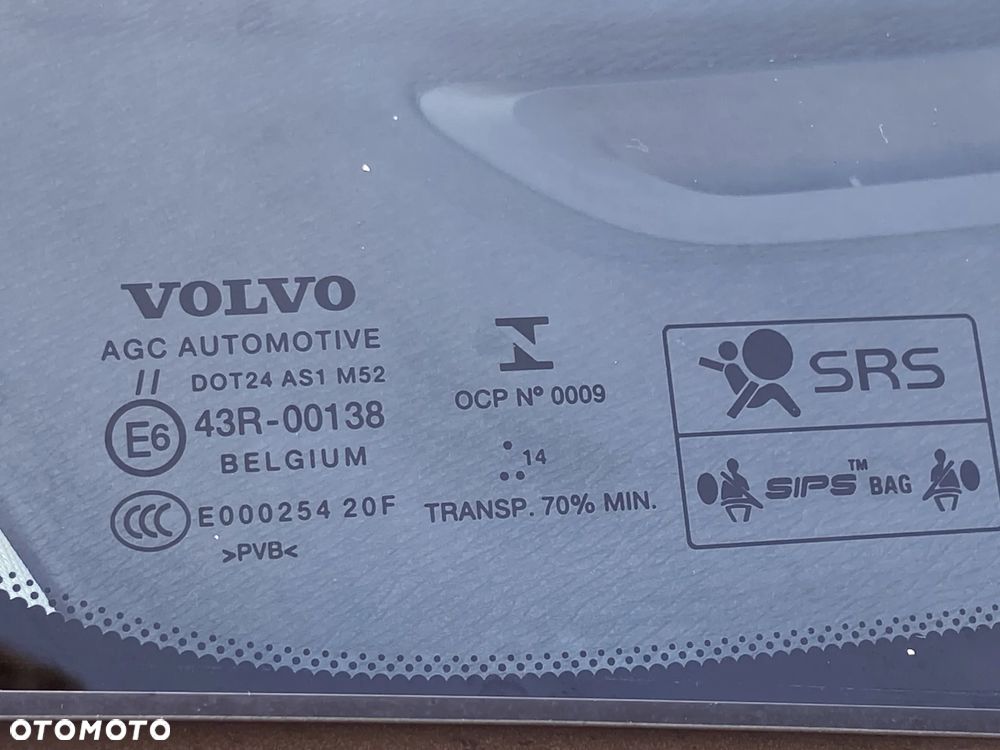 VOLVO
AGC AUTOMOTIVE
// DOT24 AS1 M52
E6 43R-00138
BELGIUM
CCC E000254 20F
>PVB<
OCP Nº 0009
14
TRANSP. 70% MIN.
SRS
SIPS™ BAG
OTOMOTO